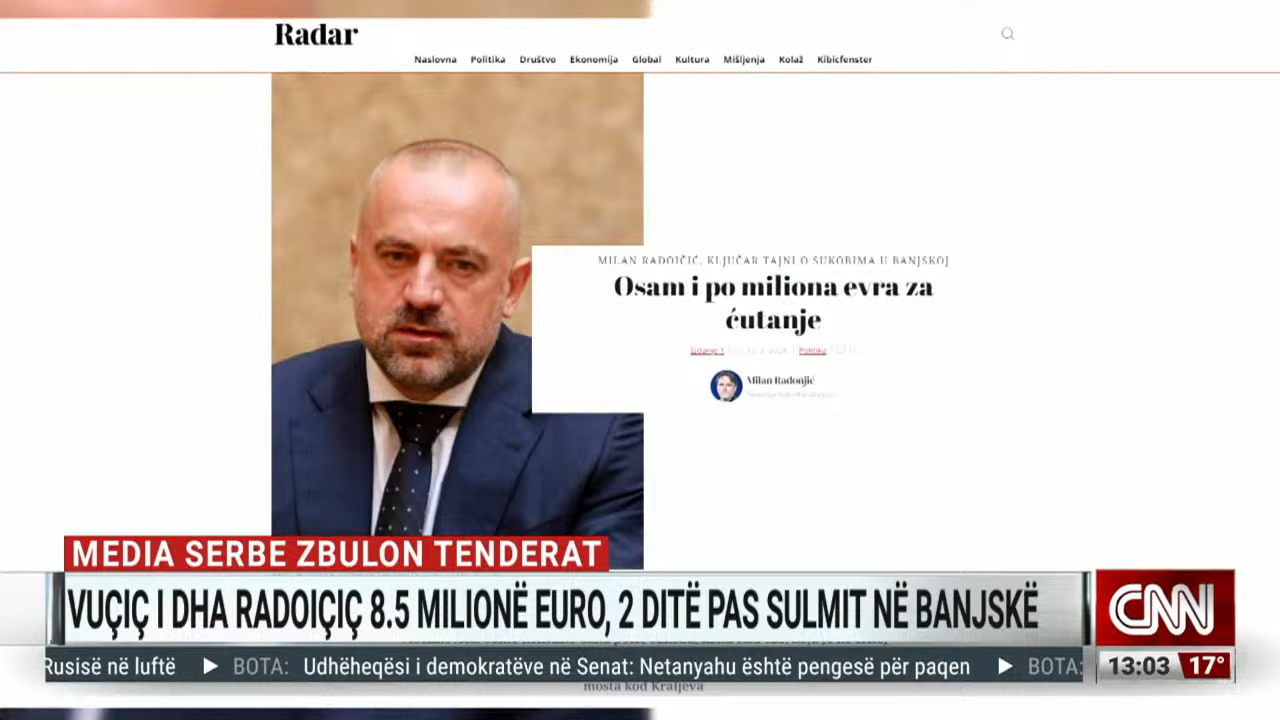 Radar
Naslovna Politika Društvo Ekonomija Global Kultura Mišljenja Kolaž Kibicfenster
MILAN RADOIČIĆ, KLJUČAR TAJNI O SUKOBIMA U BANJSKOJ
Osam i po miliona evra za
ćutanje
Izdanje 1
Politika
Milan Radonjić
MEDIA SERBE ZBULON TENDERAT
VUÇIÇ I DHA RADOIÇIÇ 8.5 MILIONË EURO, 2 DITË PAS SULMIT NË BANJSKË
CNN
Rusisë në luftë ▶ BOTA: Udhëheqësi i demokratëve në Senat: Netanyahu është pengesë për paqen ▶ BOTA:
13:03 17°
mosta kod Kraljeva